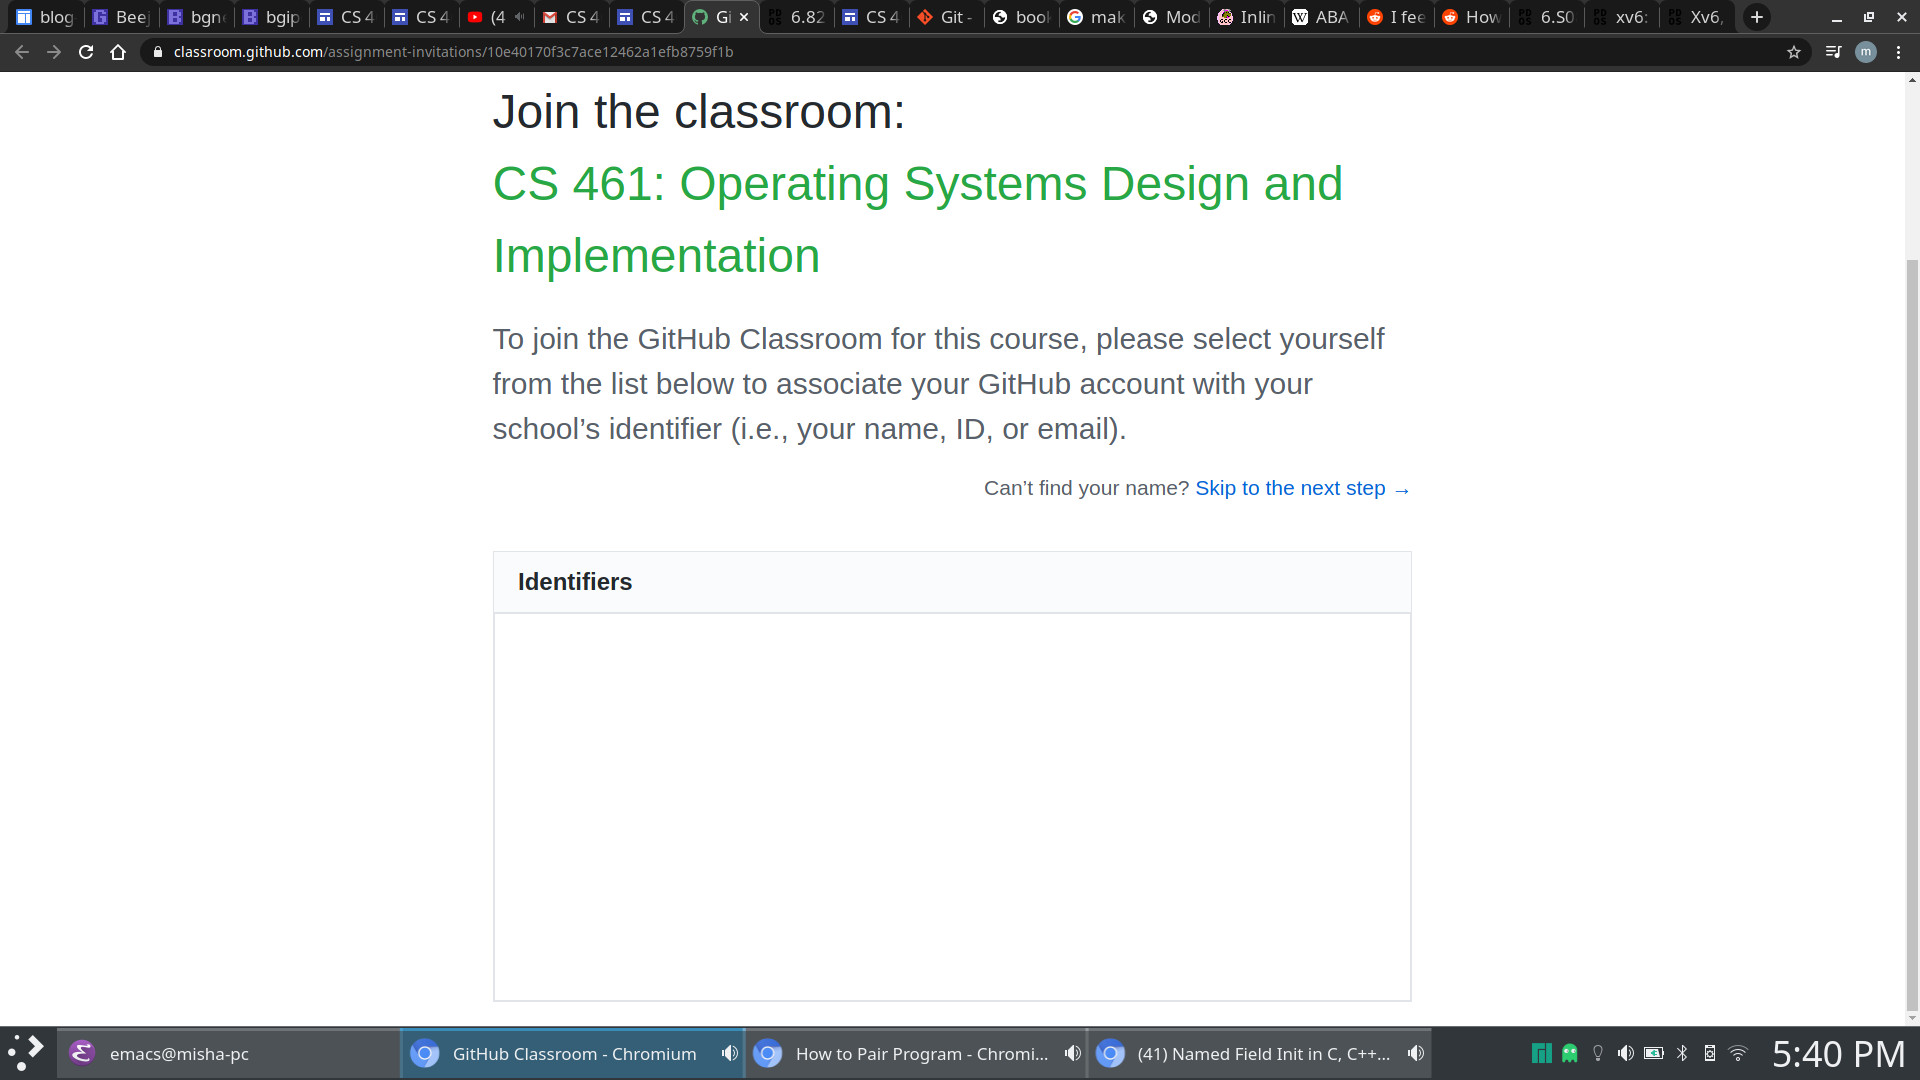 blog
Beej
bgn
bgip
CS 4
CS 4
(4
CS 4
CS 4
Gi
6.82
CS 4
Git -
book
mak
Mod
Inlin
ABA
I fee
How
6.S0
xv6:
Xv6,
classroom.github.com/assignment-invitations/10e40170f3c7ace12462a1efb8759f1b
m
Join the classroom:
CS 461: Operating Systems Design and
Implementation
To join the GitHub Classroom for this course, please select yourself
from the list below to associate your GitHub account with your
school’s identifier (i.e., your name, ID, or email).
Can’t find your name? Skip to the next step →
Identifiers
emacs@misha-pc
GitHub Classroom - Chromium
How to Pair Program - Chromi...
(41) Named Field Init in C, C++...
5:40 PM